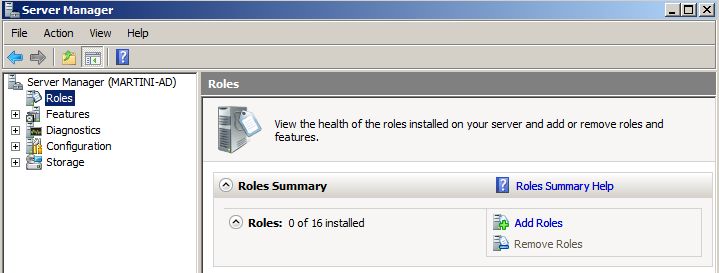 Server Manager
File Action View Help
Server Manager (MARTINI-AD)
Roles
Features
Diagnostics
Configuration
Storage
Roles
View the health of the roles installed on your server and add or remove roles and
features.
Roles Summary
Roles Summary Help
Roles: 0 of 16 installed
Add Roles
Remove Roles